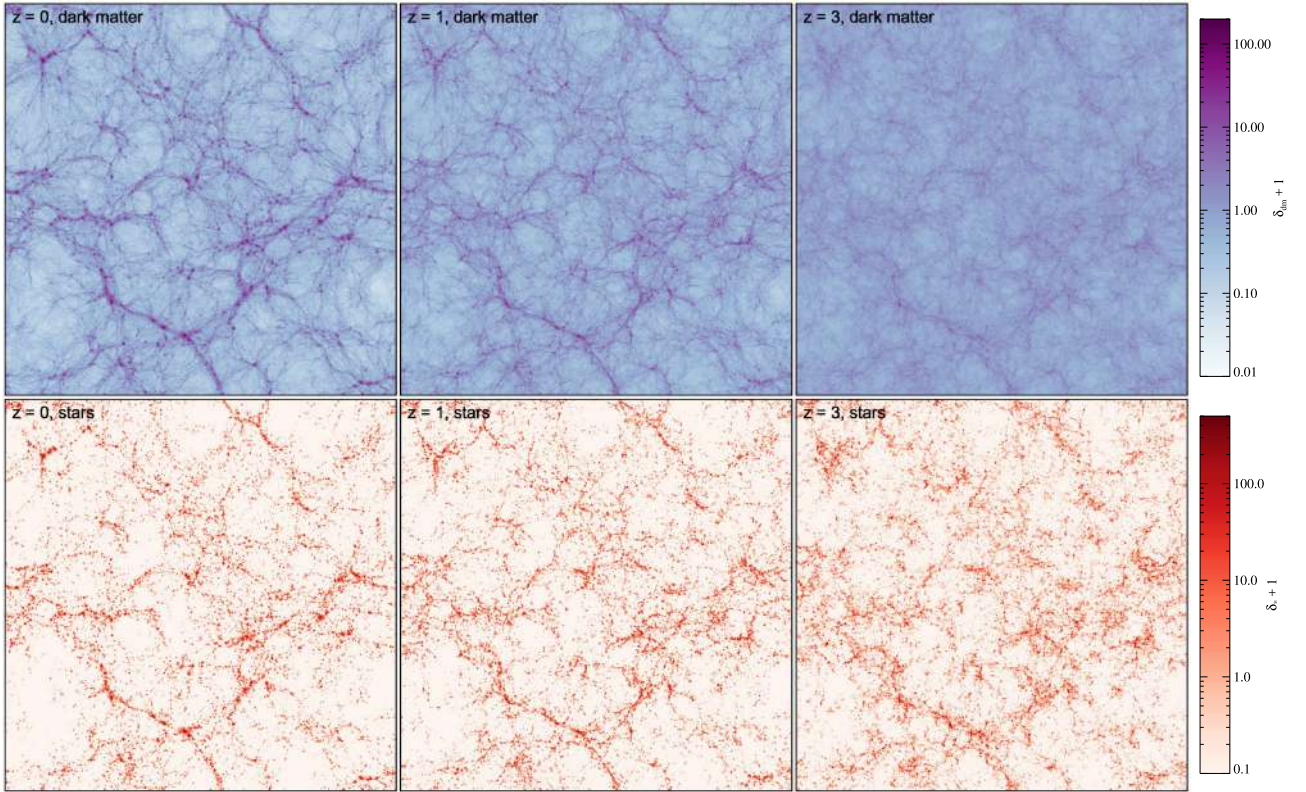 z = 0, dark matter
z = 1, dark matter
z = 3, dark matter
100.00
10.00
1.00
0.10
0.01
δdm + 1
z = 0, stars
z = 1, stars
z = 3, stars
100.0
10.0
1.0
0.1
δ* + 1